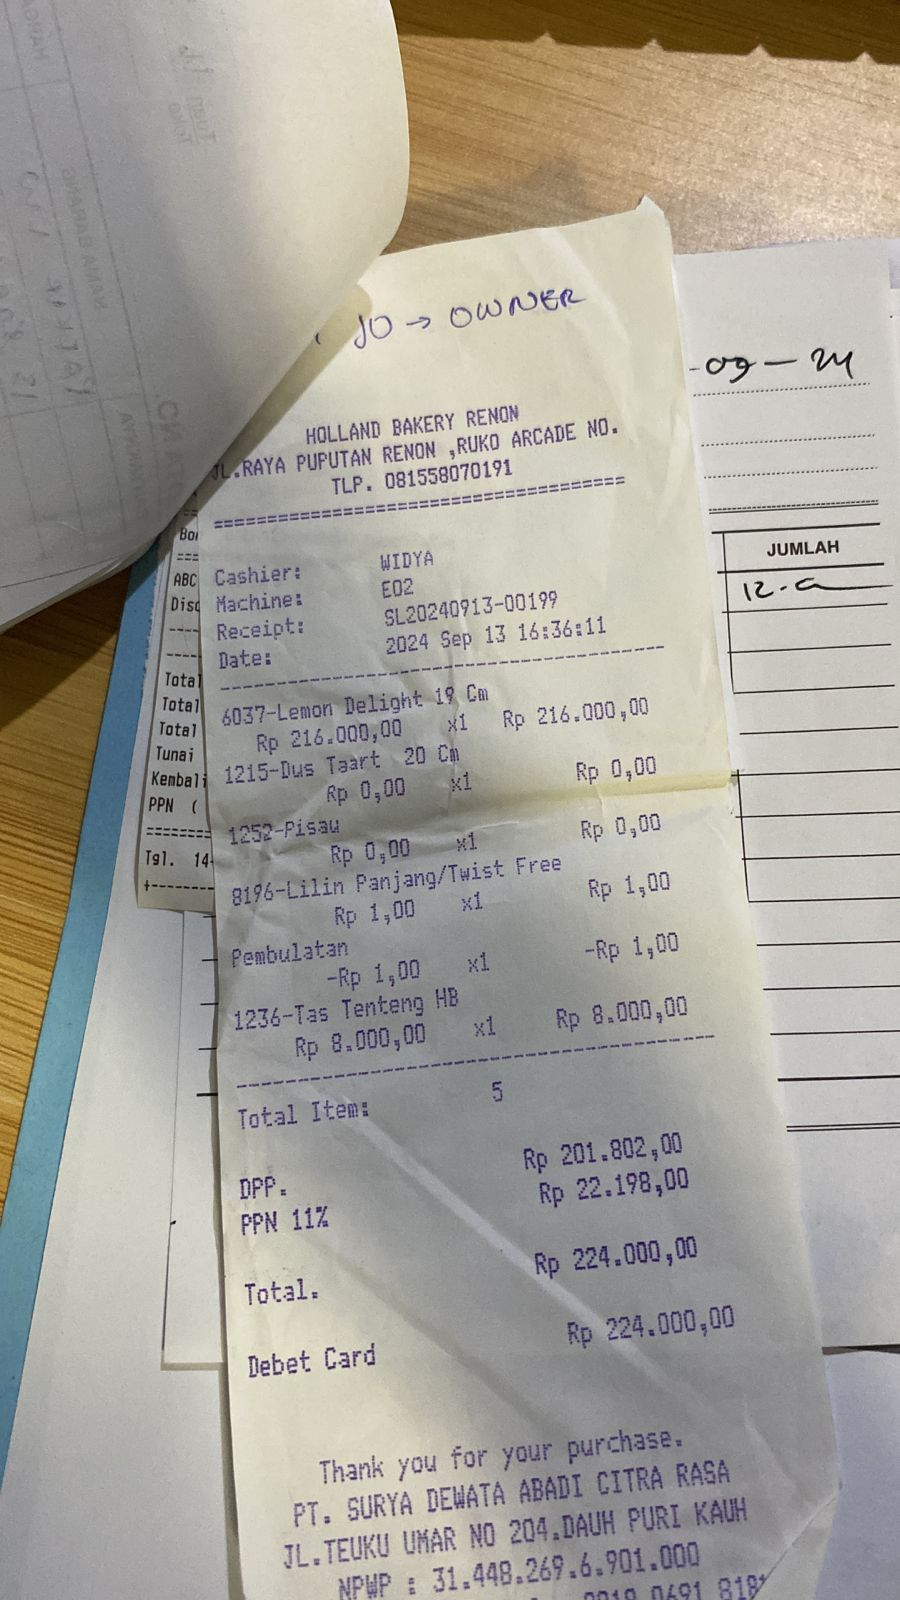 JO → OWNER
-09-24
HOLLAND BAKERY RENON
JL.RAYA PUPUTAN RENON ,RUKO ARCADE NO.
TLP. 081558070191
====================================
Cashier: WIDYA
Machine: E02
Receipt: SL20240913-00199
Date: 2024 Sep 13 16:36:11
6037-Lemon Delight 19 Cm
Rp 216.000,00 x1 Rp 216.000,00
1215-Dus Taart 20 Cm
Rp 0,00 x1 Rp 0,00
1252-Pisau
Rp 0,00 x1 Rp 0,00
8196-Lilin Panjang/Twist Free
Rp 1,00 x1 Rp 1,00
Pembulatan
-Rp 1,00 x1 -Rp 1,00
1236-Tas Tenteng HB
Rp 8.000,00 x1 Rp 8.000,00
Total Item: 5
DPP. Rp 201.802,00
PPN 11% Rp 22.198,00
Total. Rp 224.000,00
Debet Card Rp 224.000,00
Thank you for your purchase.
PT. SURYA DEWATA ABADI CITRA RASA
JL.TEUKU UMAR NO 204.DAUH PURI KAUH
NPWP : 31.448.269.6.901.000
JUMLAH
ABC
Disc
Total
Total
Total
Tunai
Kembali
PPN (
Tgl. 14-